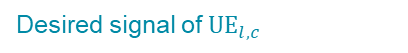 Desired signal of UE_{l,c}